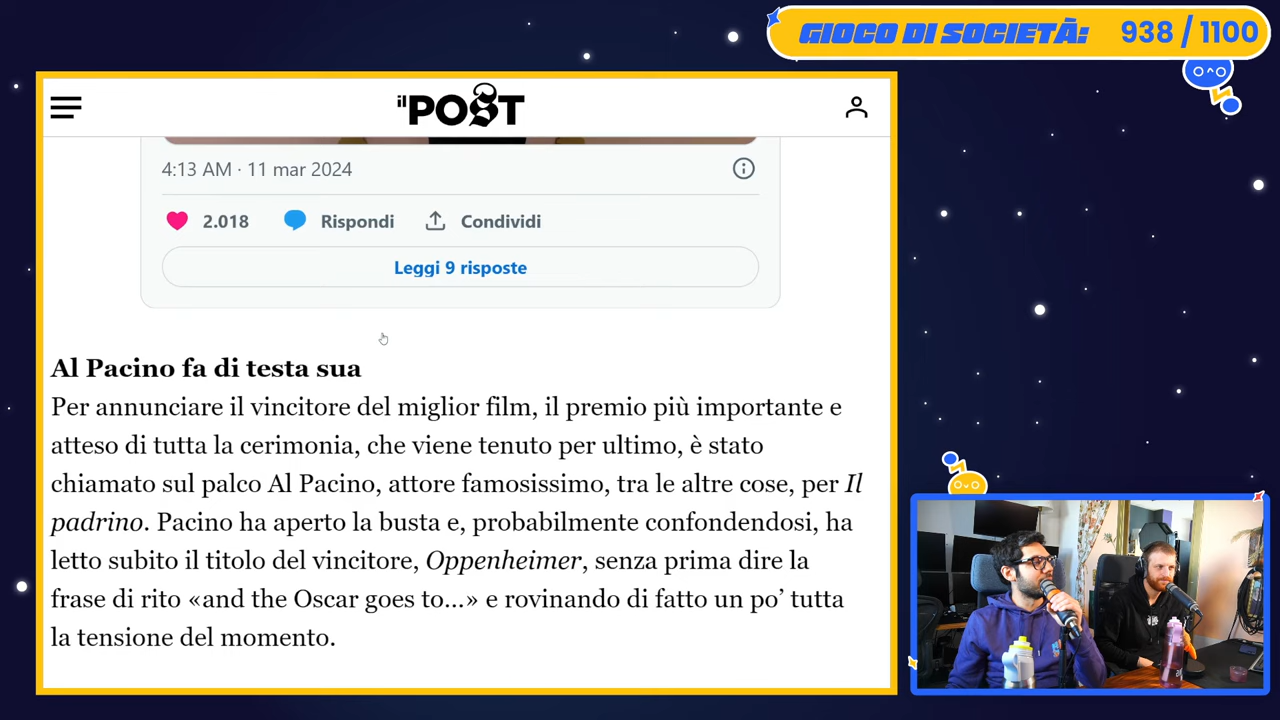 GIOCO DI SOCIETÀ: 938 / 1100
il POST
4:13 AM · 11 mar 2024
2.018 Rispondi Condividi
Leggi 9 risposte
Al Pacino fa di testa sua
Per annunciare il vincitore del miglior film, il premio più importante e
atteso di tutta la cerimonia, che viene tenuto per ultimo, è stato
chiamato sul palco Al Pacino, attore famosissimo, tra le altre cose, per Il
padrino. Pacino ha aperto la busta e, probabilmente confondendosi, ha
letto subito il titolo del vincitore, Oppenheimer, senza prima dire la
frase di rito «and the Oscar goes to…» e rovinando di fatto un po’ tutta
la tensione del momento.